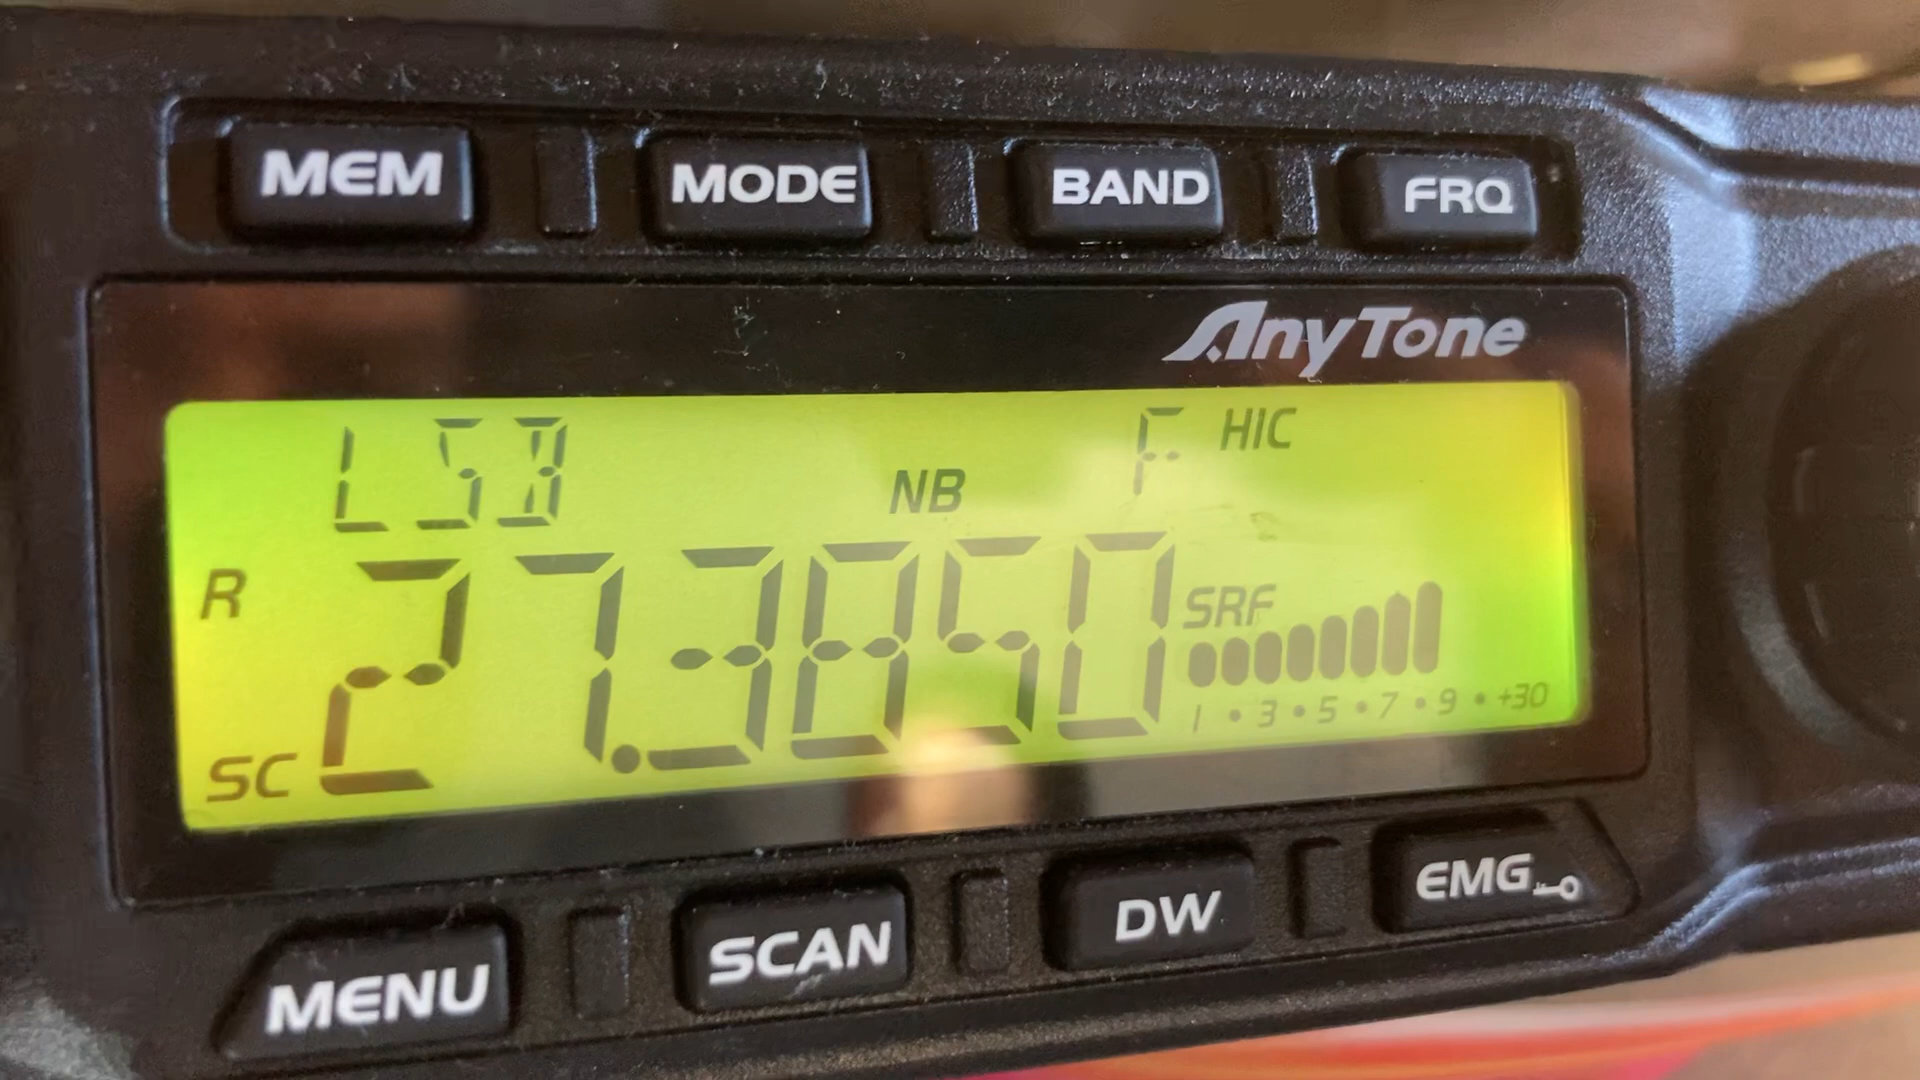 MEM MODE BAND FRQ
AnyTone
LSB NB F HIC
R 27.3850 SRF
SC 1 • 3 • 5 • 7 • 9 • +30
MENU SCAN DW EMG